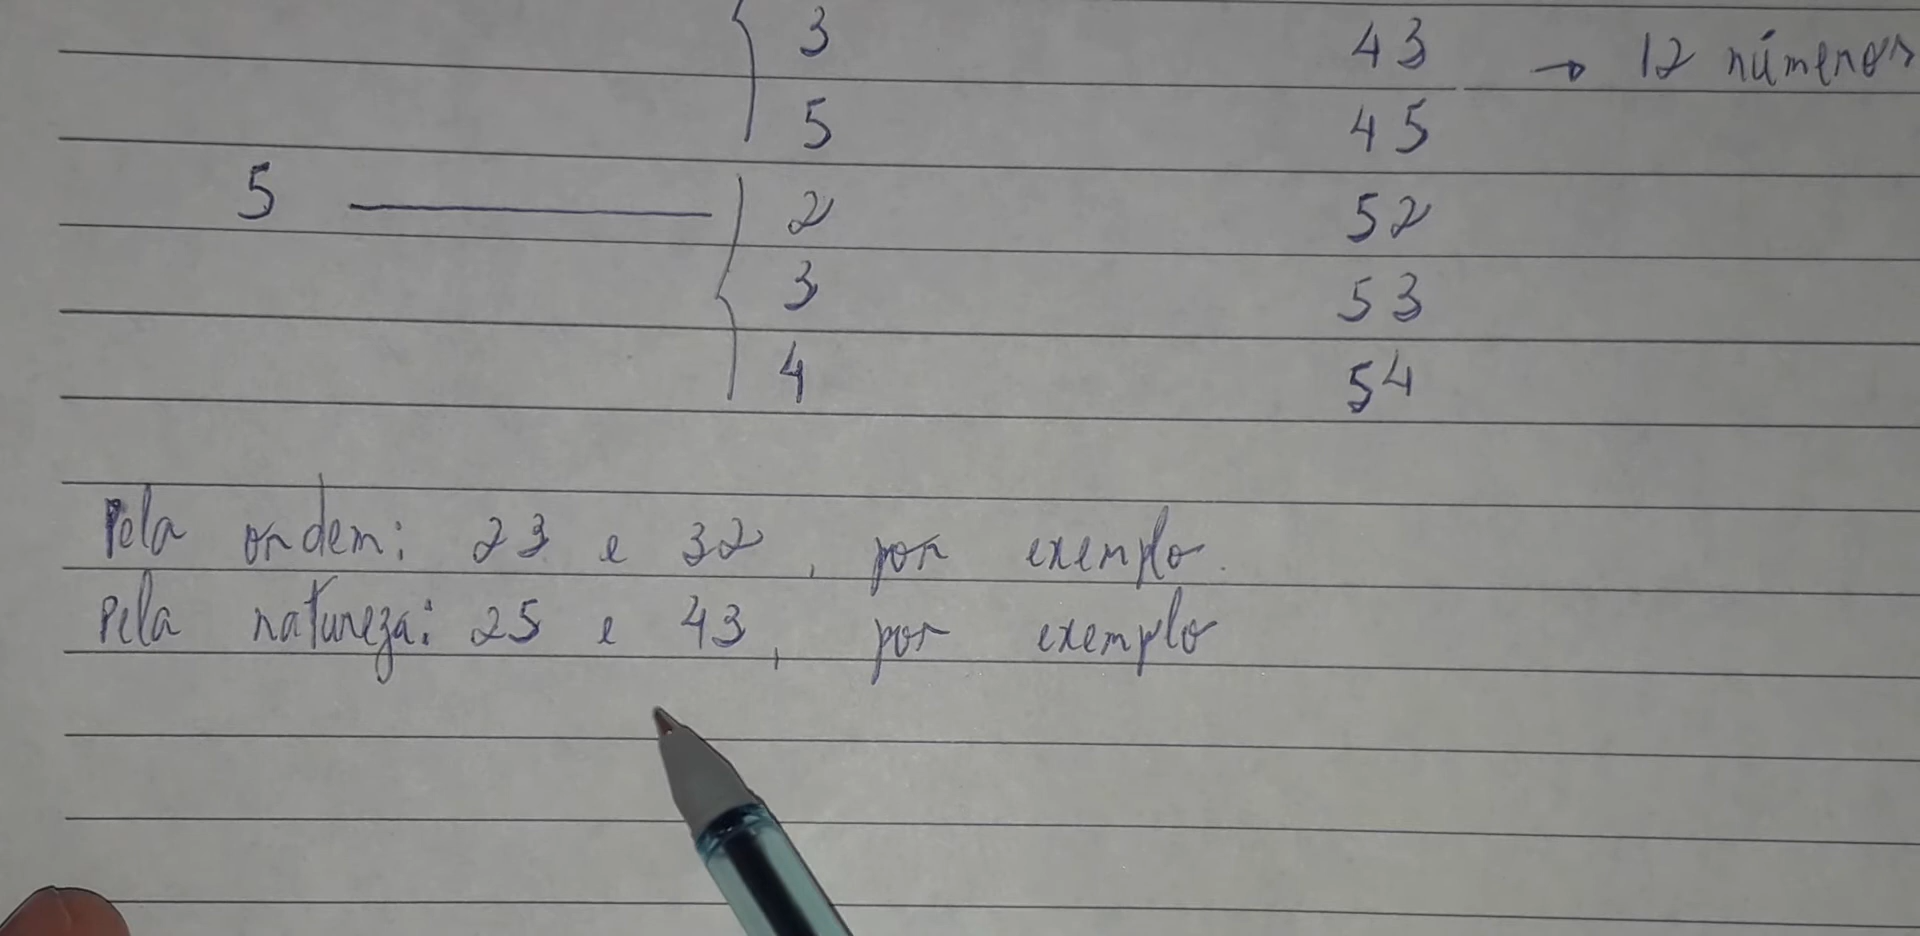 3 43 → 12 números
5 45
5 2 52
3 53
4 54
Pela ordem: 23 e 32, por exemplo.
Pela natureza: 25 e 43, por exemplo